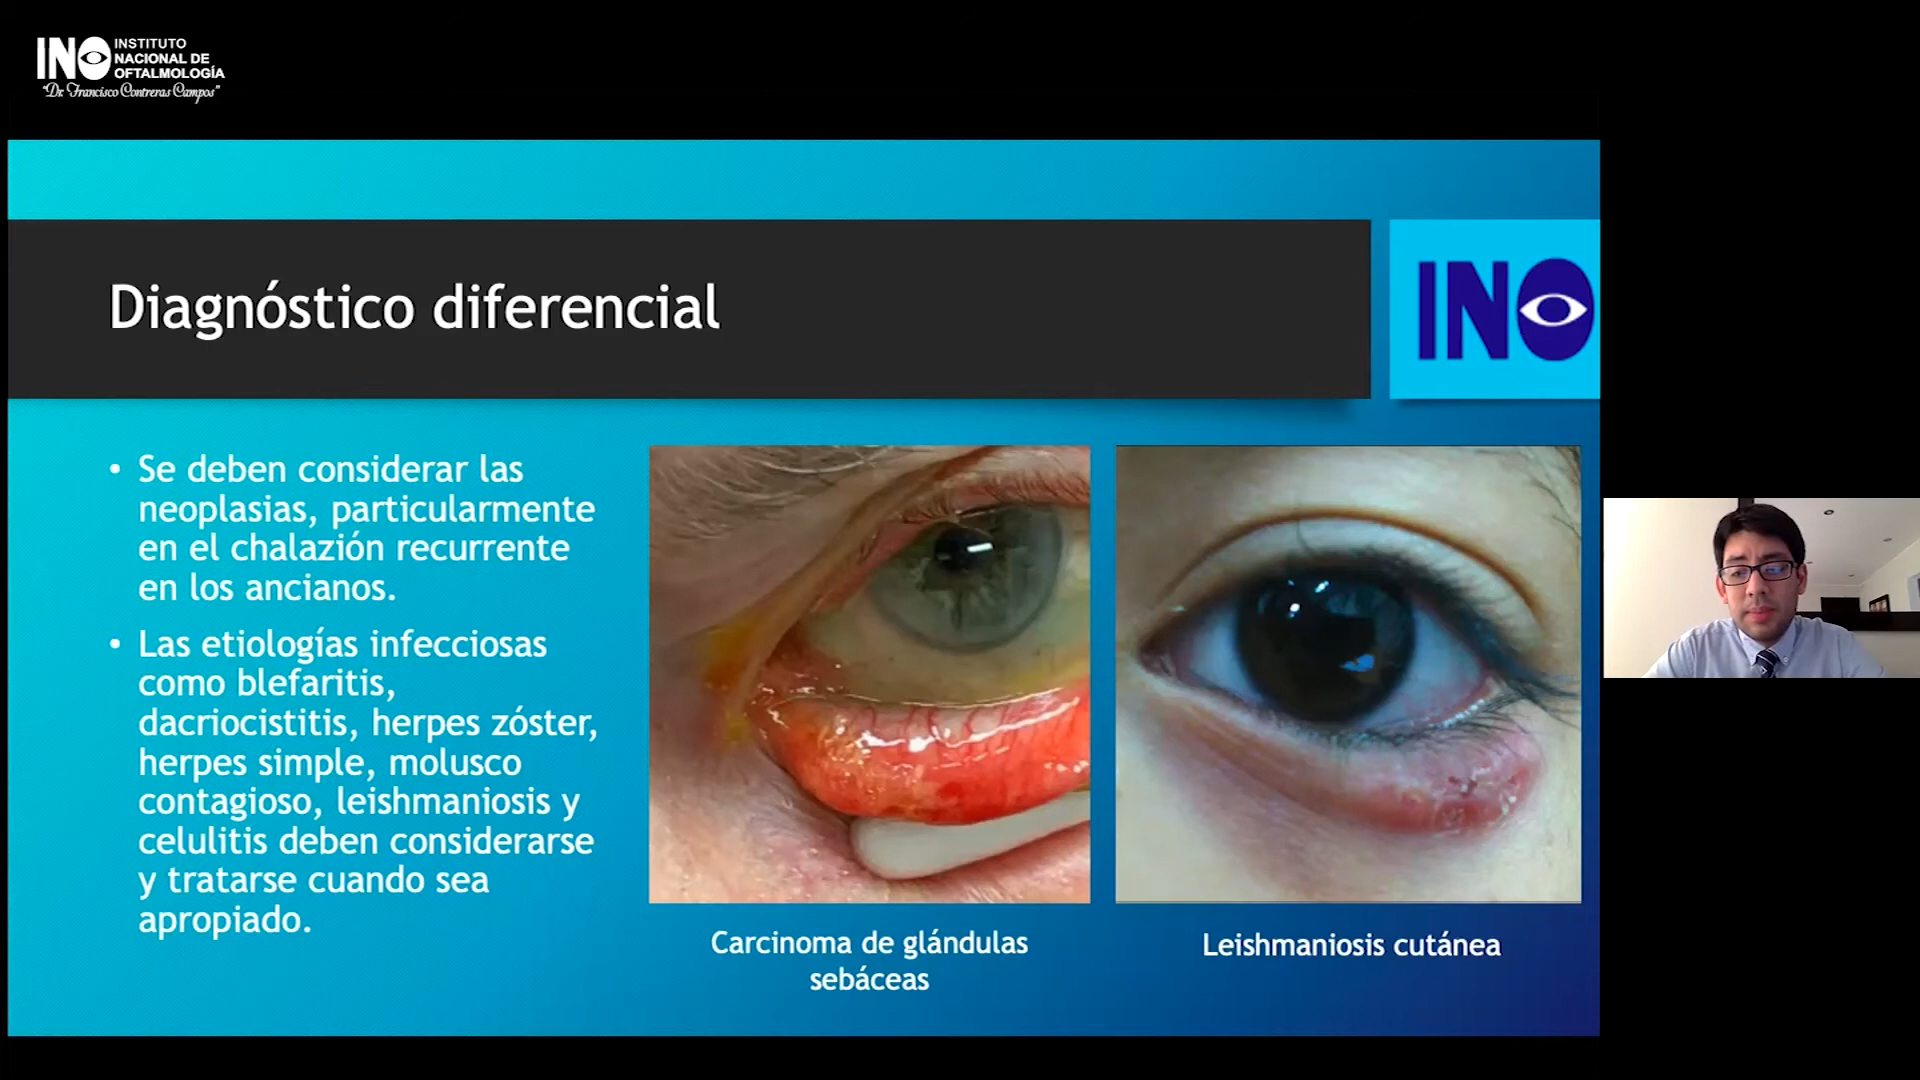 INO INSTITUTO
NACIONAL DE
OFTALMOLOGÍA
"Dr. Francisco Contreras Campos"
Diagnóstico diferencial
INO
• Se deben considerar las
neoplasias, particularmente
en el chalazión recurrente
en los ancianos.
• Las etiologías infecciosas
como blefaritis,
dacriocistitis, herpes zóster,
herpes simple, molusco
contagioso, leishmaniosis y
celulitis deben considerarse
y tratarse cuando sea
apropiado.
Carcinoma de glándulas
sebáceas
Leishmaniosis cutánea